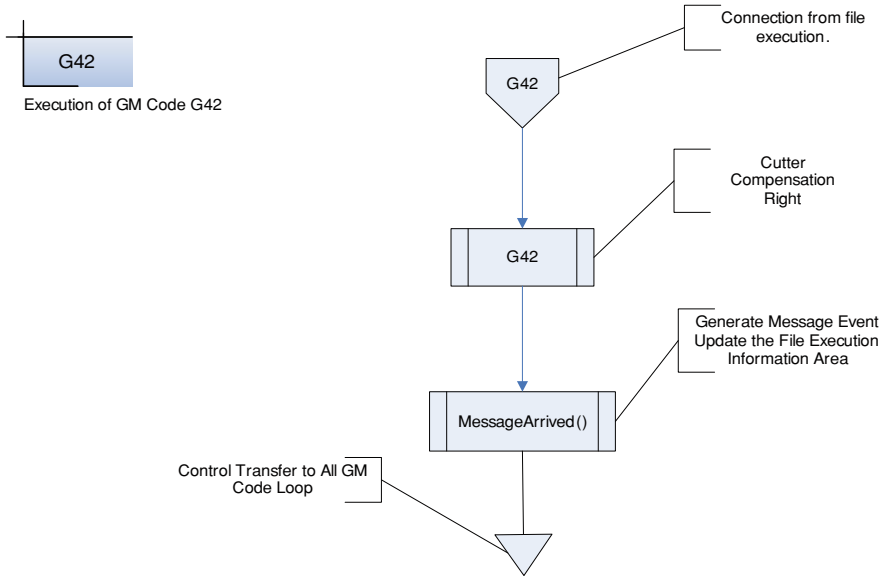 G42
Execution of GM Code G42
Connection from file
execution.
G42
Cutter
Compensation
Right
G42
Generate Message Event
Update the File Execution
Information Area
MessageArrived()
Control Transfer to All GM
Code Loop